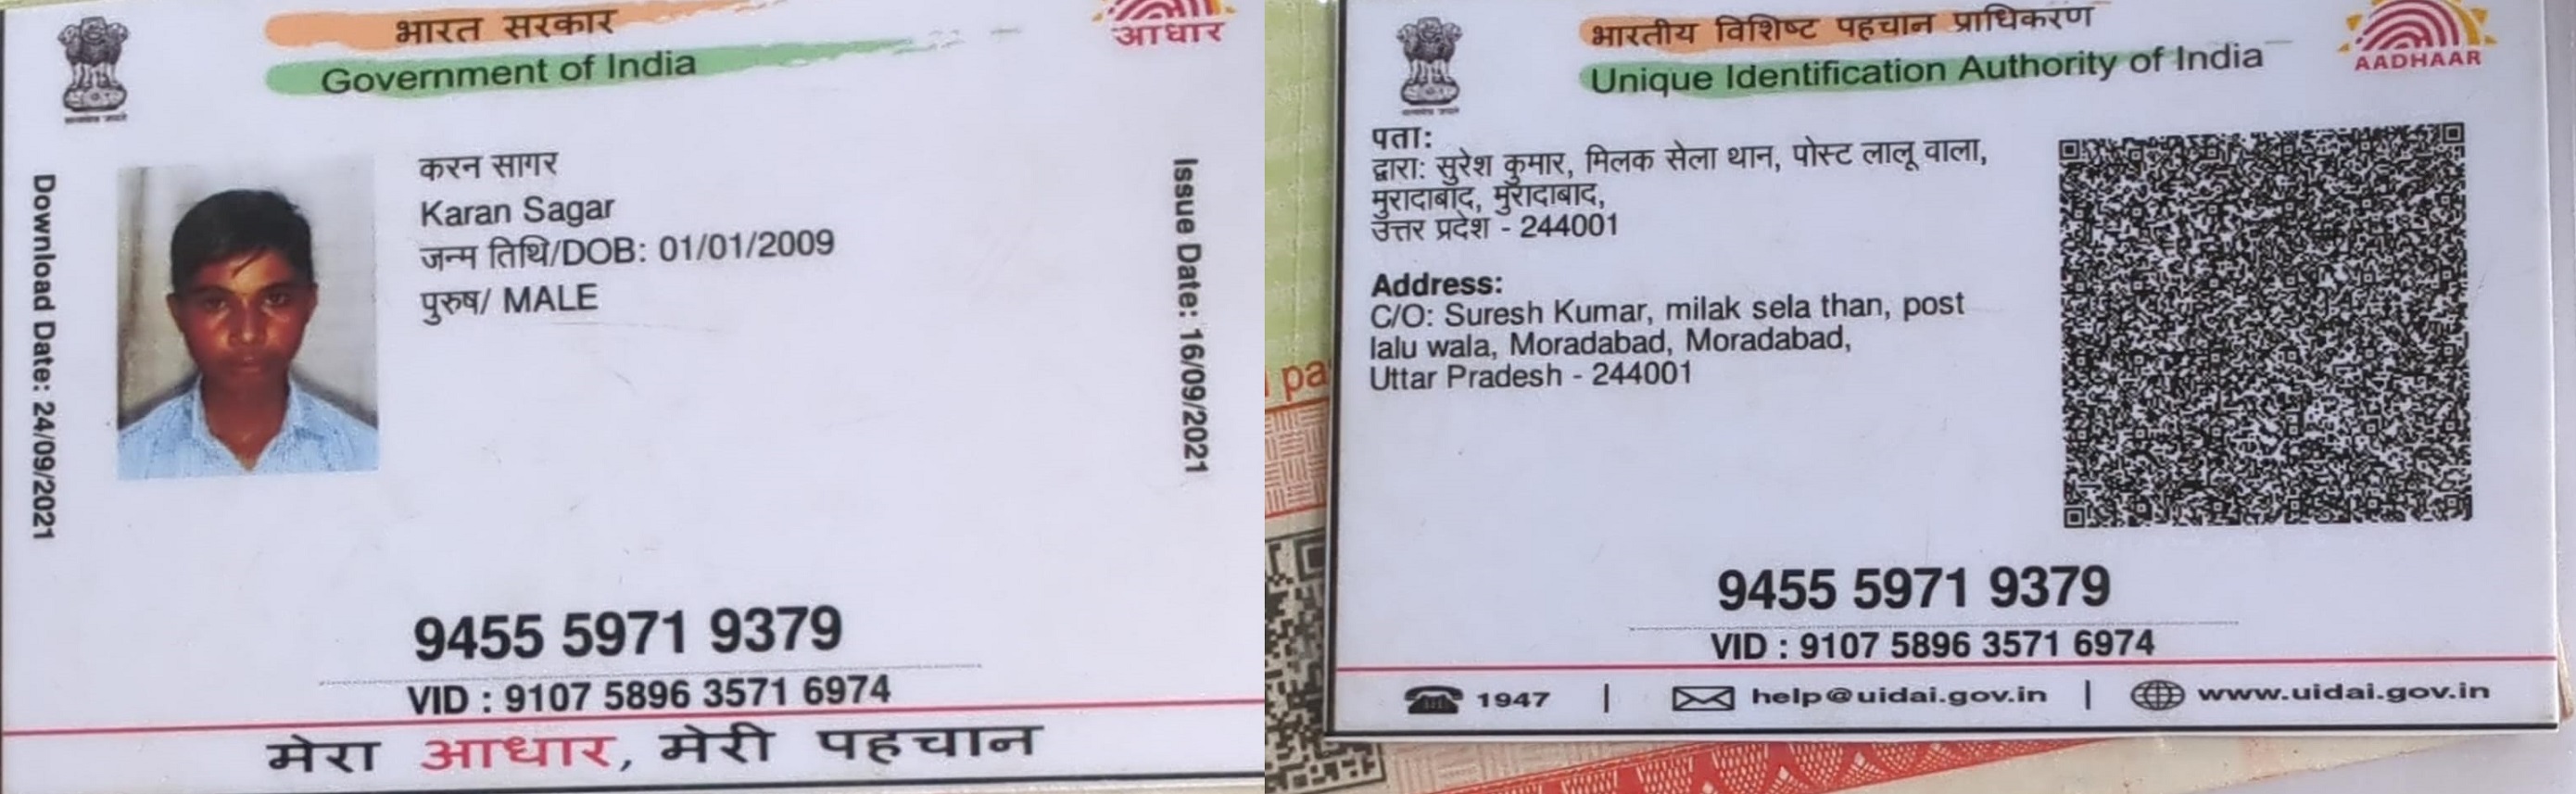 भारत सरकार
Government of India
आधार
Download Date: 24/09/2021
करन सागर
Karan Sagar
जन्म तिथि/DOB: 01/01/2009
पुरुष/ MALE
Issue Date: 16/09/2021
9455 5971 9379
VID : 9107 5896 3571 6974
मेरा आधार, मेरी पहचान
भारतीय विशिष्ट पहचान प्राधिकरण
Unique Identification Authority of India
AADHAAR
पता:
द्वारा: सुरेश कुमार, मिलक सेला थान, पोस्ट लालू वाला,
मुरादाबाद, मुरादाबाद,
उत्तर प्रदेश - 244001
Address:
C/O: Suresh Kumar, milak sela than, post
lalu wala, Moradabad, Moradabad,
Uttar Pradesh - 244001
9455 5971 9379
VID : 9107 5896 3571 6974
1947 | help@uidai.gov.in | www.uidai.gov.in